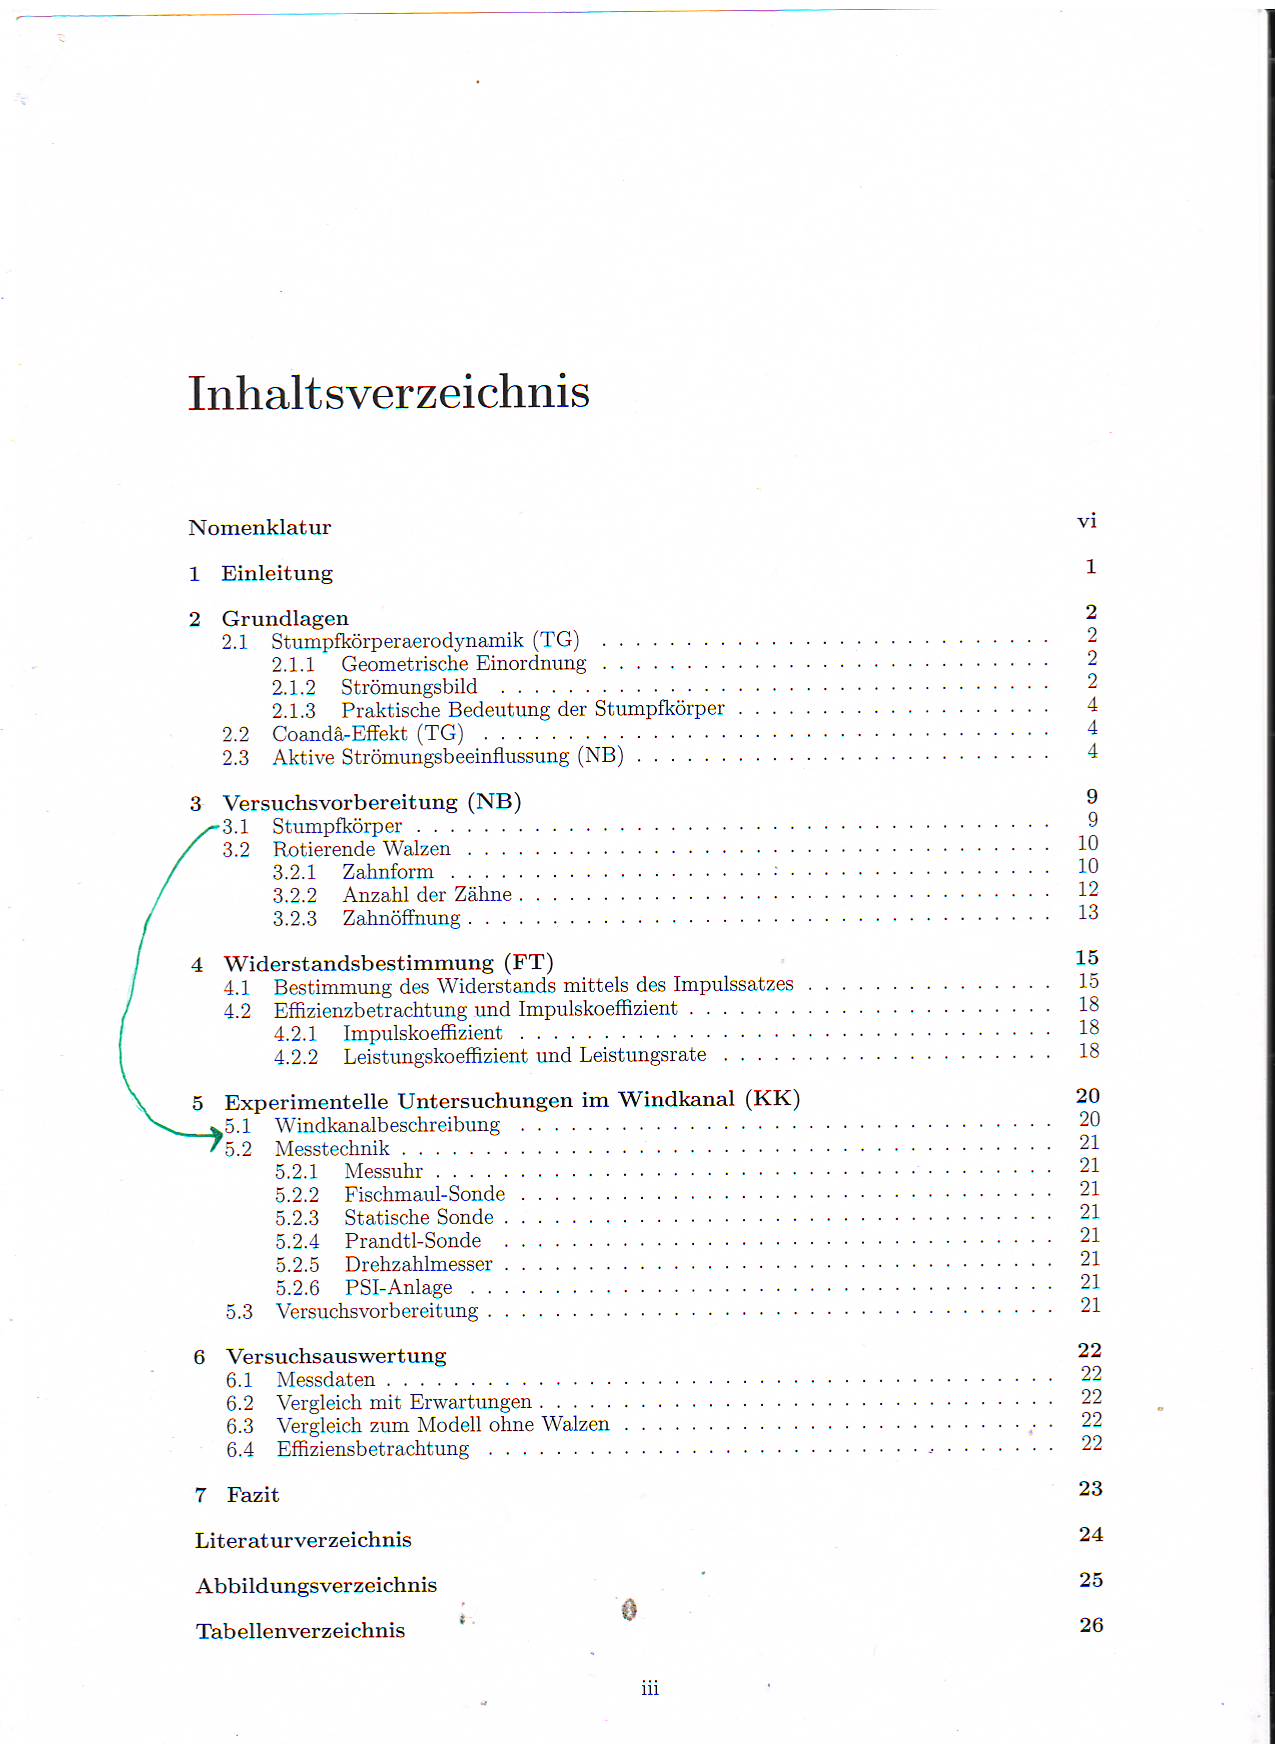 Inhaltsverzeichnis
Nomenklatur vi
1 Einleitung 1
2 Grundlagen 2
2.1 Stumpfkörperaerodynamik (TG) . . . . . . . . . . . . . . . . . . . . . . . . . . . 2
2.1.1 Geometrische Einordnung . . . . . . . . . . . . . . . . . . . . . . . . . . . 2
2.1.2 Strömungsbild . . . . . . . . . . . . . . . . . . . . . . . . . . . . . . . . . 2
2.1.3 Praktische Bedeutung der Stumpfkörper . . . . . . . . . . . . . . . . . . . 4
2.2 Coandâ-Effekt (TG) . . . . . . . . . . . . . . . . . . . . . . . . . . . . . . . . . . 4
2.3 Aktive Strömungsbeeinflussung (NB) . . . . . . . . . . . . . . . . . . . . . . . . . 4
3 Versuchsvorbereitung (NB) 9
3.1 Stumpfkörper . . . . . . . . . . . . . . . . . . . . . . . . . . . . . . . . . . . . . . 9
3.2 Rotierende Walzen . . . . . . . . . . . . . . . . . . . . . . . . . . . . . . . . . . . 10
3.2.1 Zahnform . . . . . . . . . . . . . . . . . . . . . . . . . . . . . . . . . . . . 10
3.2.2 Anzahl der Zähne . . . . . . . . . . . . . . . . . . . . . . . . . . . . . . . . 12
3.2.3 Zahnöffnung . . . . . . . . . . . . . . . . . . . . . . . . . . . . . . . . . . . 13
4 Widerstandsbestimmung (FT) 15
4.1 Bestimmung des Widerstands mittels des Impulssatzes . . . . . . . . . . . . . . . 15
4.2 Effizienzbetrachtung und Impulskoeffizient . . . . . . . . . . . . . . . . . . . . . . 18
4.2.1 Impulskoeffizient . . . . . . . . . . . . . . . . . . . . . . . . . . . . . . . . 18
4.2.2 Leistungskoeffizient und Leistungsrate . . . . . . . . . . . . . . . . . . . . 18
5 Experimentelle Untersuchungen im Windkanal (KK) 20
5.1 Windkanalbeschreibung . . . . . . . . . . . . . . . . . . . . . . . . . . . . . . . . 20
5.2 Messtechnik . . . . . . . . . . . . . . . . . . . . . . . . . . . . . . . . . . . . . . . 21
5.2.1 Messuhr . . . . . . . . . . . . . . . . . . . . . . . . . . . . . . . . . . . . . 21
5.2.2 Fischmaul-Sonde . . . . . . . . . . . . . . . . . . . . . . . . . . . . . . . . 21
5.2.3 Statische Sonde . . . . . . . . . . . . . . . . . . . . . . . . . . . . . . . . . 21
5.2.4 Prandtl-Sonde . . . . . . . . . . . . . . . . . . . . . . . . . . . . . . . . . 21
5.2.5 Drehzahlmesser . . . . . . . . . . . . . . . . . . . . . . . . . . . . . . . . . 21
5.2.6 PSI-Anlage . . . . . . . . . . . . . . . . . . . . . . . . . . . . . . . . . . . 21
5.3 Versuchsvorbereitung . . . . . . . . . . . . . . . . . . . . . . . . . . . . . . . . . . 21
6 Versuchsauswertung 22
6.1 Messdaten . . . . . . . . . . . . . . . . . . . . . . . . . . . . . . . . . . . . . . . . 22
6.2 Vergleich mit Erwartungen . . . . . . . . . . . . . . . . . . . . . . . . . . . . . . . 22
6.3 Vergleich zum Modell ohne Walzen . . . . . . . . . . . . . . . . . . . . . . . . . . 22
6.4 Effiziensbetrachtung . . . . . . . . . . . . . . . . . . . . . . . . . . . . . . . . . . 22
7 Fazit 23
Literaturverzeichnis 24
Abbildungsverzeichnis 25
Tabellenverzeichnis 26
iii